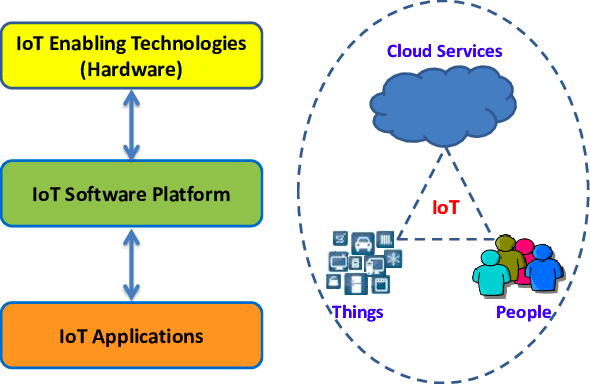 IoT Enabling Technologies
(Hardware)
IoT Software Platform
IoT Applications
Cloud Services
IoT
Things
People